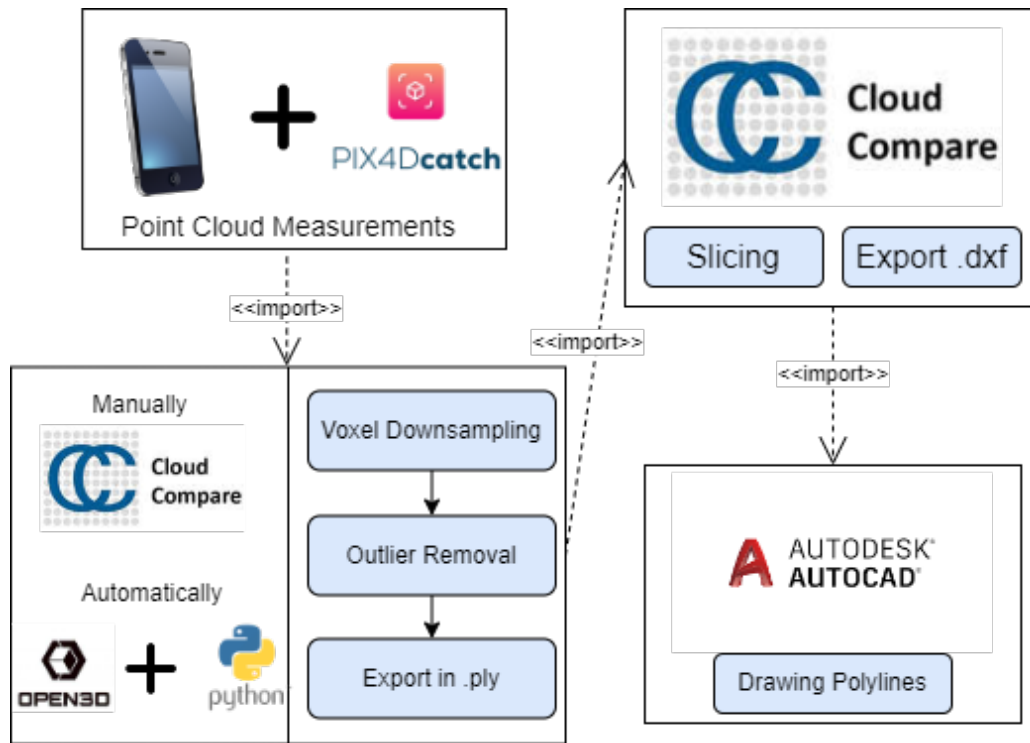 PIX4Dcatch
Point Cloud Measurements
<<import>>
Manually
Cloud
Compare
Automatically
OPEN3D
python
Voxel Downsampling
Outlier Removal
Export in .ply
<<import>>
CC
Cloud
Compare
Slicing
Export .dxf
<<import>>
AUTODESK®
AUTOCAD®
Drawing Polylines